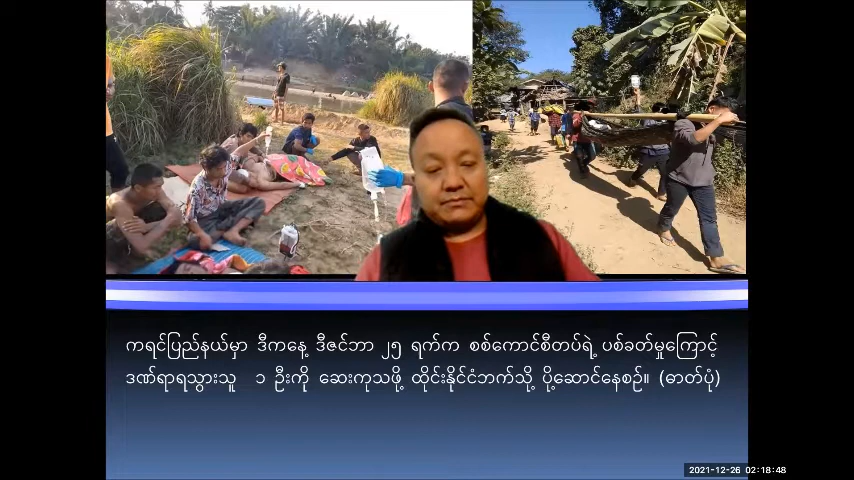 ကရင်ပြည်နယ်မှာ ဒီကနေ့ ဒီဇင်ဘာ ၂၅ ရက်က စစ်ကောင်စီတပ်ရဲ့ ပစ်ခတ်မှုကြောင့်
ဒဏ်ရာရသွားသူ ၁ ဦးကို ဆေးကုသဖို့ ထိုင်းနိုင်ငံဘက်သို့ ပို့ဆောင်နေစဉ်။ (ဓာတ်ပုံ)
2021-12-26 02:18:48